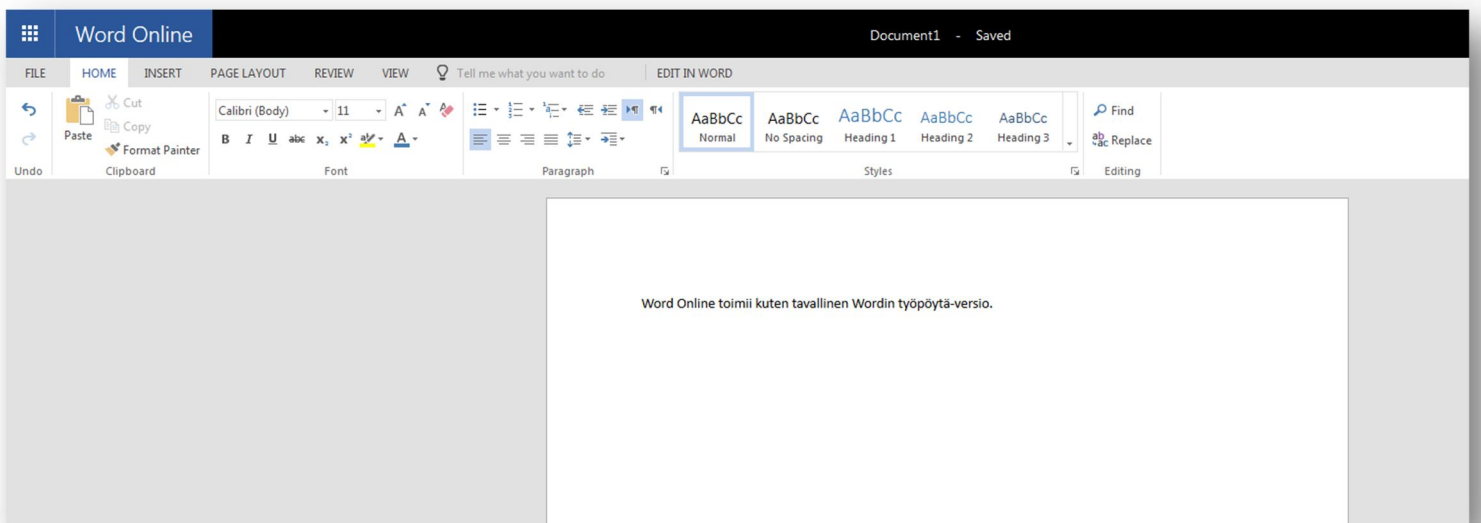 Word Online Document1 - Saved
FILE HOME INSERT PAGE LAYOUT REVIEW VIEW Tell me what you want to do EDIT IN WORD
Cut
Copy
Paste
Format Painter
Undo
Clipboard
Calibri (Body) 11
B I U abc x₂ x² A
Font
Paragraph
AaBbCc AaBbCc AaBbCc AaBbCc AaBbCc
Normal No Spacing Heading 1 Heading 2 Heading 3
Styles
Find
Replace
Editing
Word Online toimii kuten tavallinen Wordin työpöytä-versio.